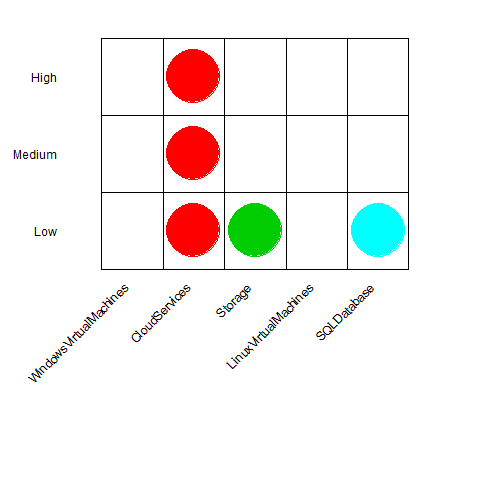 High
Medium
Low
WindowsVirtualMachines
CloudServices
Storage
LinuxVirtualMachines
SQLDatabase